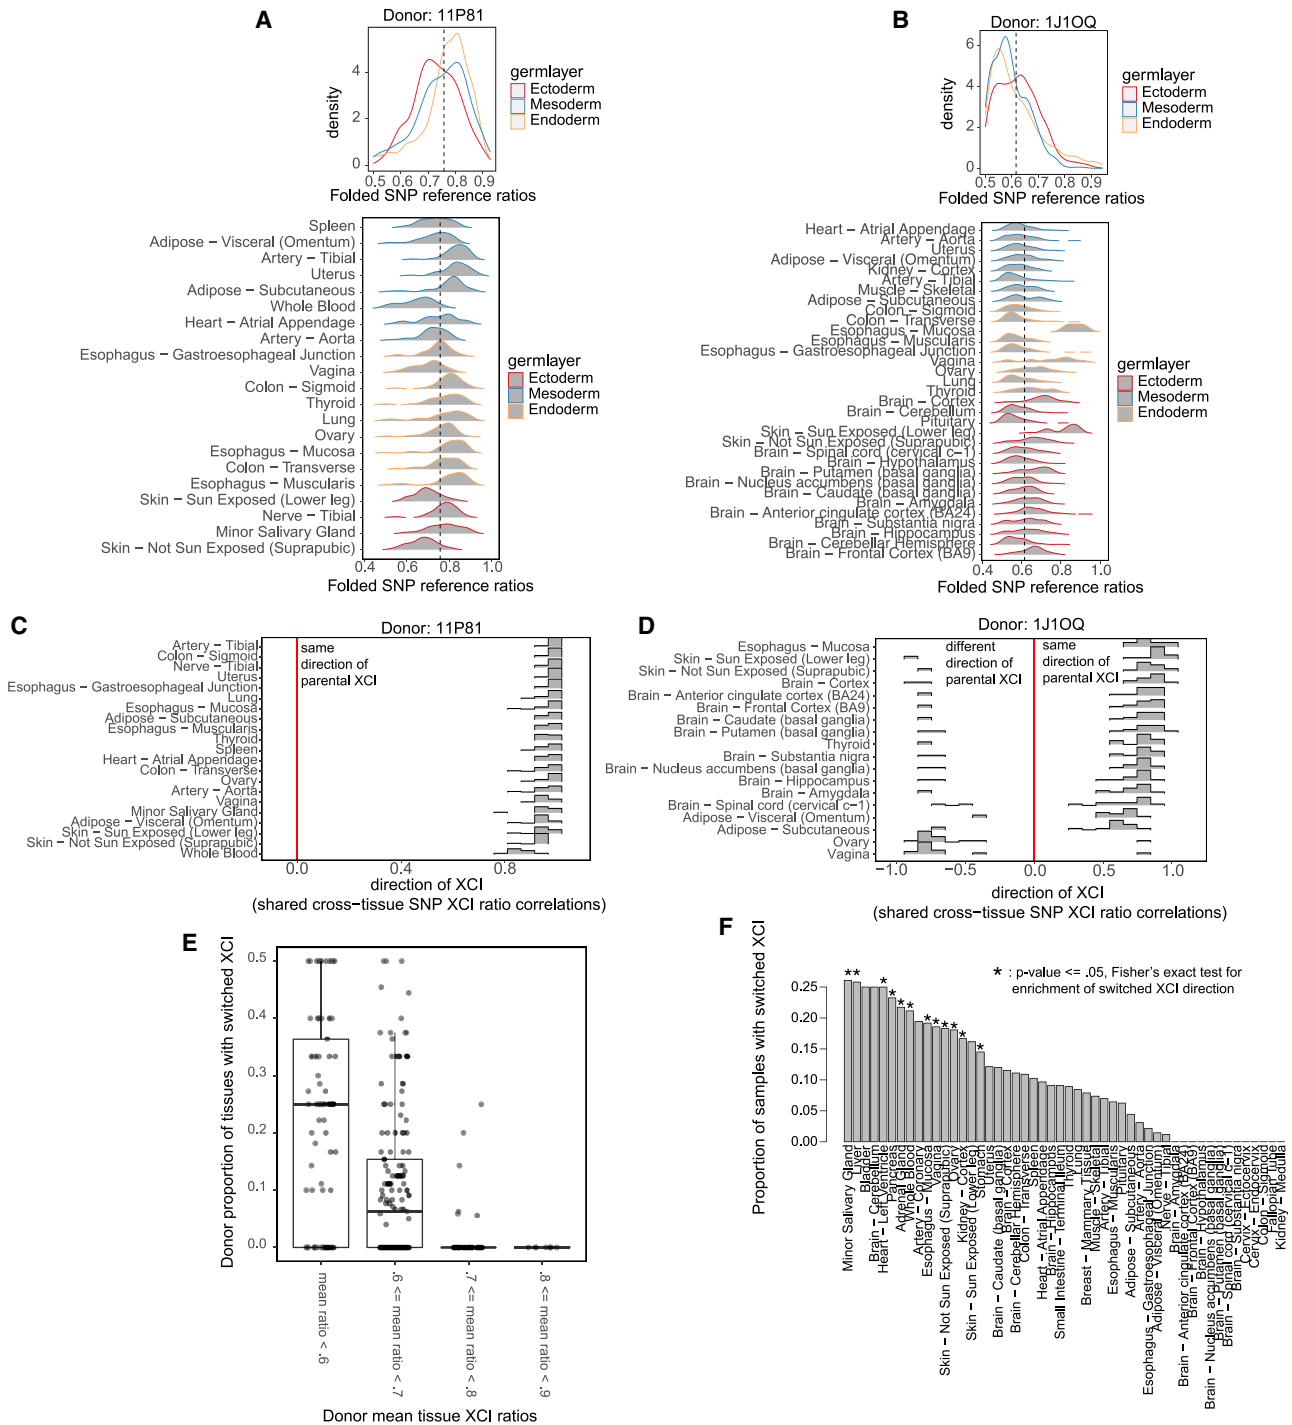 A
Donor: 11P81
density
4
2
0
0.5 0.6 0.7 0.8 0.9
Folded SNP reference ratios
germlayer
Ectoderm
Mesoderm
Endoderm
Spleen
Adipose − Visceral (Omentum)
Artery − Tibial
Uterus
Adipose − Subcutaneous
Whole Blood
Heart − Atrial Appendage
Artery − Aorta
Esophagus − Gastroesophageal Junction
Vagina
Colon − Sigmoid
Thyroid
Lung
Ovary
Esophagus − Mucosa
Colon − Transverse
Esophagus − Muscularis
Skin − Sun Exposed (Lower leg)
Nerve − Tibial
Minor Salivary Gland
Skin − Not Sun Exposed (Suprapubic)
0.4 0.6 0.8 1.0
Folded SNP reference ratios
germlayer
Ectoderm
Mesoderm
Endoderm
B
Donor: 1J1OQ
density
6
4
2
0
0.5 0.6 0.7 0.8 0.9
Folded SNP reference ratios
germlayer
Ectoderm
Mesoderm
Endoderm
Heart − Atrial Appendage
Artery − Aorta
Uterus
Adipose − Visceral (Omentum)
Kidney − Cortex
Artery − Tibial
Muscle − Skeletal
Adipose − Subcutaneous
Colon − Sigmoid
Colon − Transverse
Esophagus − Mucosa
Esophagus − Muscularis
Esophagus − Gastroesophageal Junction
Vagina
Ovary
Lung
Thyroid
Brain − Cortex
Brain − Cerebellum
Pituitary
Skin − Sun Exposed (Lower leg)
Skin − Not Sun Exposed (Suprapubic)
Brain − Spinal cord (cervical c−1)
Brain − Hypothalamus
Brain − Putamen (basal ganglia)
Brain − Nucleus accumbens (basal ganglia)
Brain − Caudate (basal ganglia)
Brain − Amygdala
Brain − Anterior cingulate cortex (BA24)
Brain − Substantia nigra
Brain − Hippocampus
Brain − Cerebellar Hemisphere
Brain − Frontal Cortex (BA9)
0.4 0.6 0.8 1.0
Folded SNP reference ratios
germlayer
Ectoderm
Mesoderm
Endoderm
C
Donor: 11P81
Artery − Tibial
Colon − Sigmoid
Nerve − Tibial
Uterus
Esophagus − Gastroesophageal Junction
Lung
Esophagus − Mucosa
Adipose − Subcutaneous
Esophagus − Muscularis
Thyroid
Spleen
Heart − Atrial Appendage
Colon − Transverse
Ovary
Artery − Aorta
Vagina
Minor Salivary Gland
Adipose − Visceral (Omentum)
Skin − Sun Exposed (Lower leg)
Skin − Not Sun Exposed (Suprapubic)
Whole Blood
same
direction of
parental XCI
0.0 0.4 0.8
direction of XCI
(shared cross−tissue SNP XCI ratio correlations)
D
Donor: 1J1OQ
Esophagus − Mucosa
Skin − Sun Exposed (Lower leg)
Skin − Not Sun Exposed (Suprapubic)
Brain − Cortex
Brain − Anterior cingulate cortex (BA24)
Brain − Frontal Cortex (BA9)
Brain − Caudate (basal ganglia)
Brain − Putamen (basal ganglia)
Thyroid
Brain − Substantia nigra
Brain − Nucleus accumbens (basal ganglia)
Brain − Hippocampus
Brain − Amygdala
Brain − Spinal cord (cervical c−1)
Adipose − Visceral (Omentum)
Adipose − Subcutaneous
Ovary
Vagina
different
direction of
parental XCI
same
direction of
parental XCI
−1.0 −0.5 0.0 0.5 1.0
direction of XCI
(shared cross−tissue SNP XCI ratio correlations)
E
Donor proportion of tissues with switched XCI
0.5
0.4
0.3
0.2
0.1
0.0
mean ratio < .6
.6 <= mean ratio < .7
.7 <= mean ratio < .8
.8 <= mean ratio < .9
Donor mean tissue XCI ratios
F
Proportion of samples with switched XCI
* : p-value <= .05, Fisher's exact test for
enrichment of switched XCI direction
0.25
0.20
0.15
0.10
0.05
0.00
Minor Salivary Gland
Liver
Bladder
Brain − Cerebellum
Heart − Left Ventricle
Pancreas
Adrenal Gland
Whole Blood
Artery − Coronary
Esophagus − Mucosa
Vagina
Skin − Not Sun Exposed (Suprapubic)
Ovary
Kidney − Cortex
Skin − Sun Exposed (Lower leg)
Stomach
Uterus
Brain − Caudate (basal ganglia)
Brain − Cortex
Brain − Cerebellar Hemisphere
Colon − Transverse
Spleen
Heart − Atrial Appendage
Brain − Hippocampus
Small Intestine − Terminal Ileum
Thyroid
Lung
Breast − Mammary Tissue
Muscle − Skeletal
Artery − Tibial
Esophagus − Muscularis
Pituitary
Adipose − Subcutaneous
Artery − Aorta
Esophagus − Gastroesophageal Junction
Adipose − Visceral (Omentum)
Nerve − Tibial
Brain − Amygdala
Brain − Anterior cingulate cortex (BA24)
Brain − Frontal Cortex (BA9)
Brain − Hypothalamus
Brain − Nucleus accumbens (basal ganglia)
Brain − Putamen (basal ganglia)
Brain − Spinal cord (cervical c−1)
Brain − Substantia nigra
Cervix − Ectocervix
Cervix − Endocervix
Colon − Sigmoid
Fallopian Tube
Kidney − Medulla